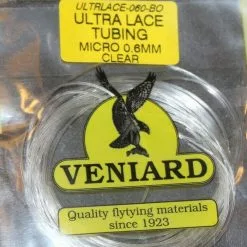 ULTRLACE-060-BO
ULTRA LACE
TUBING
MICRO 0.6MM
CLEAR
VENIARD
Quality flytying materials
since 1923